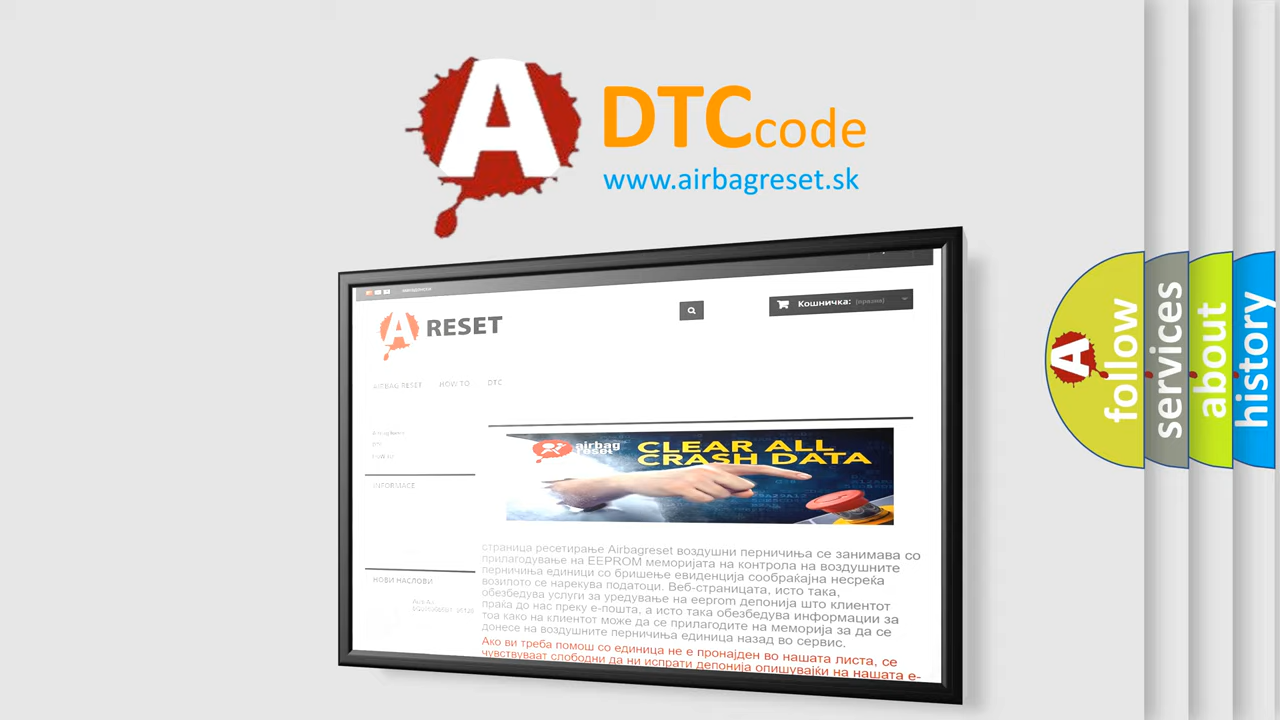 A DTCcode
www.airbagreset.sk
A RESET
Кошничка: (празна)
AIRBAG RESET HOW TO DTC
airbag
reset
CLEAR ALL
CRASH DATA
INFORMACE
НОВИ НАСЛОВИ
страница ресетирање Airbagreset воздушни перничиња се занимава со
прилагодување на EEPROM меморијата на контрола на воздушните
перничиња единици со бришење евиденција сообраќајна несреќа
возилото се нарекува податоци. Веб-страницата, исто така,
обезбедува услуги за уредување на eeprom депонија што клиентот
праќа до нас преку е-пошта, а исто така обезбедува информации за
тоа како на клиентот може да се прилагодите на меморија за да се
донесе на воздушните перничиња единица назад во сервис.
Ако ви треба помош со единица не е пронајден во нашата листа, се
чувствуваат слободни да ни испрати депонија опишувајќи на нашата е-
A follow
services
about
history